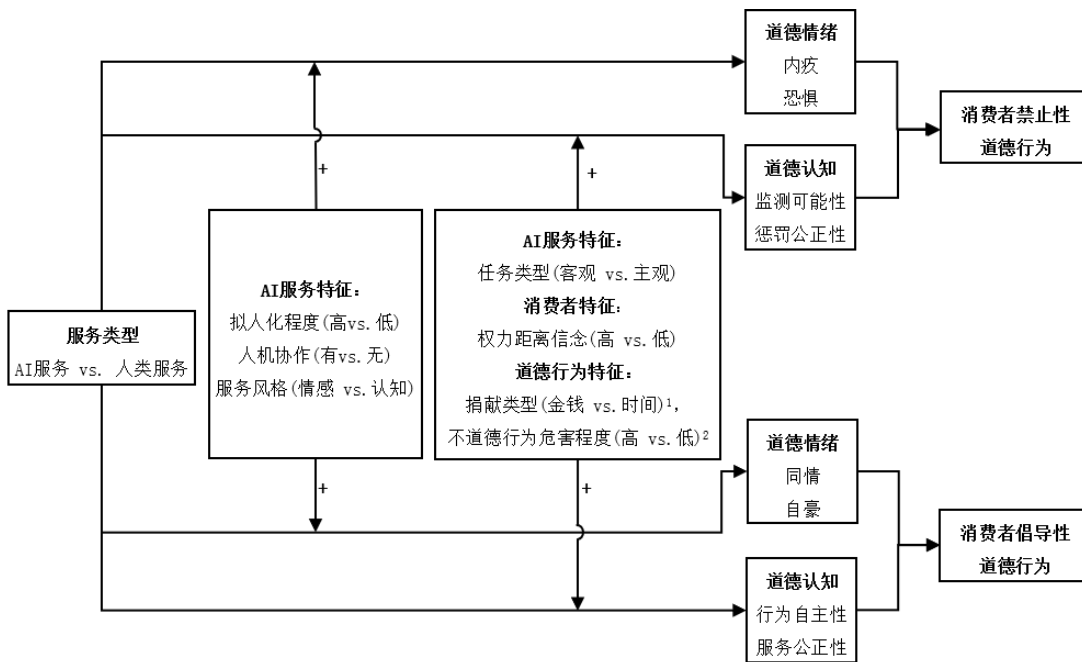 道德情绪
内疚
恐惧
消费者禁止性
道德行为
+
+
道德认知
监测可能性
惩罚公正性
AI服务特征:
拟人化程度(高vs.低)
人机协作(有vs.无)
服务风格(情感 vs.认知)
AI服务特征:
任务类型(客观 vs.主观)
消费者特征:
权力距离信念(高 vs.低)
道德行为特征:
捐献类型(金钱 vs.时间)¹,
不道德行为危害程度(高 vs.低)²
服务类型
AI服务 vs. 人类服务
+
+
道德情绪
同情
自豪
消费者倡导性
道德行为
道德认知
行为自主性
服务公正性